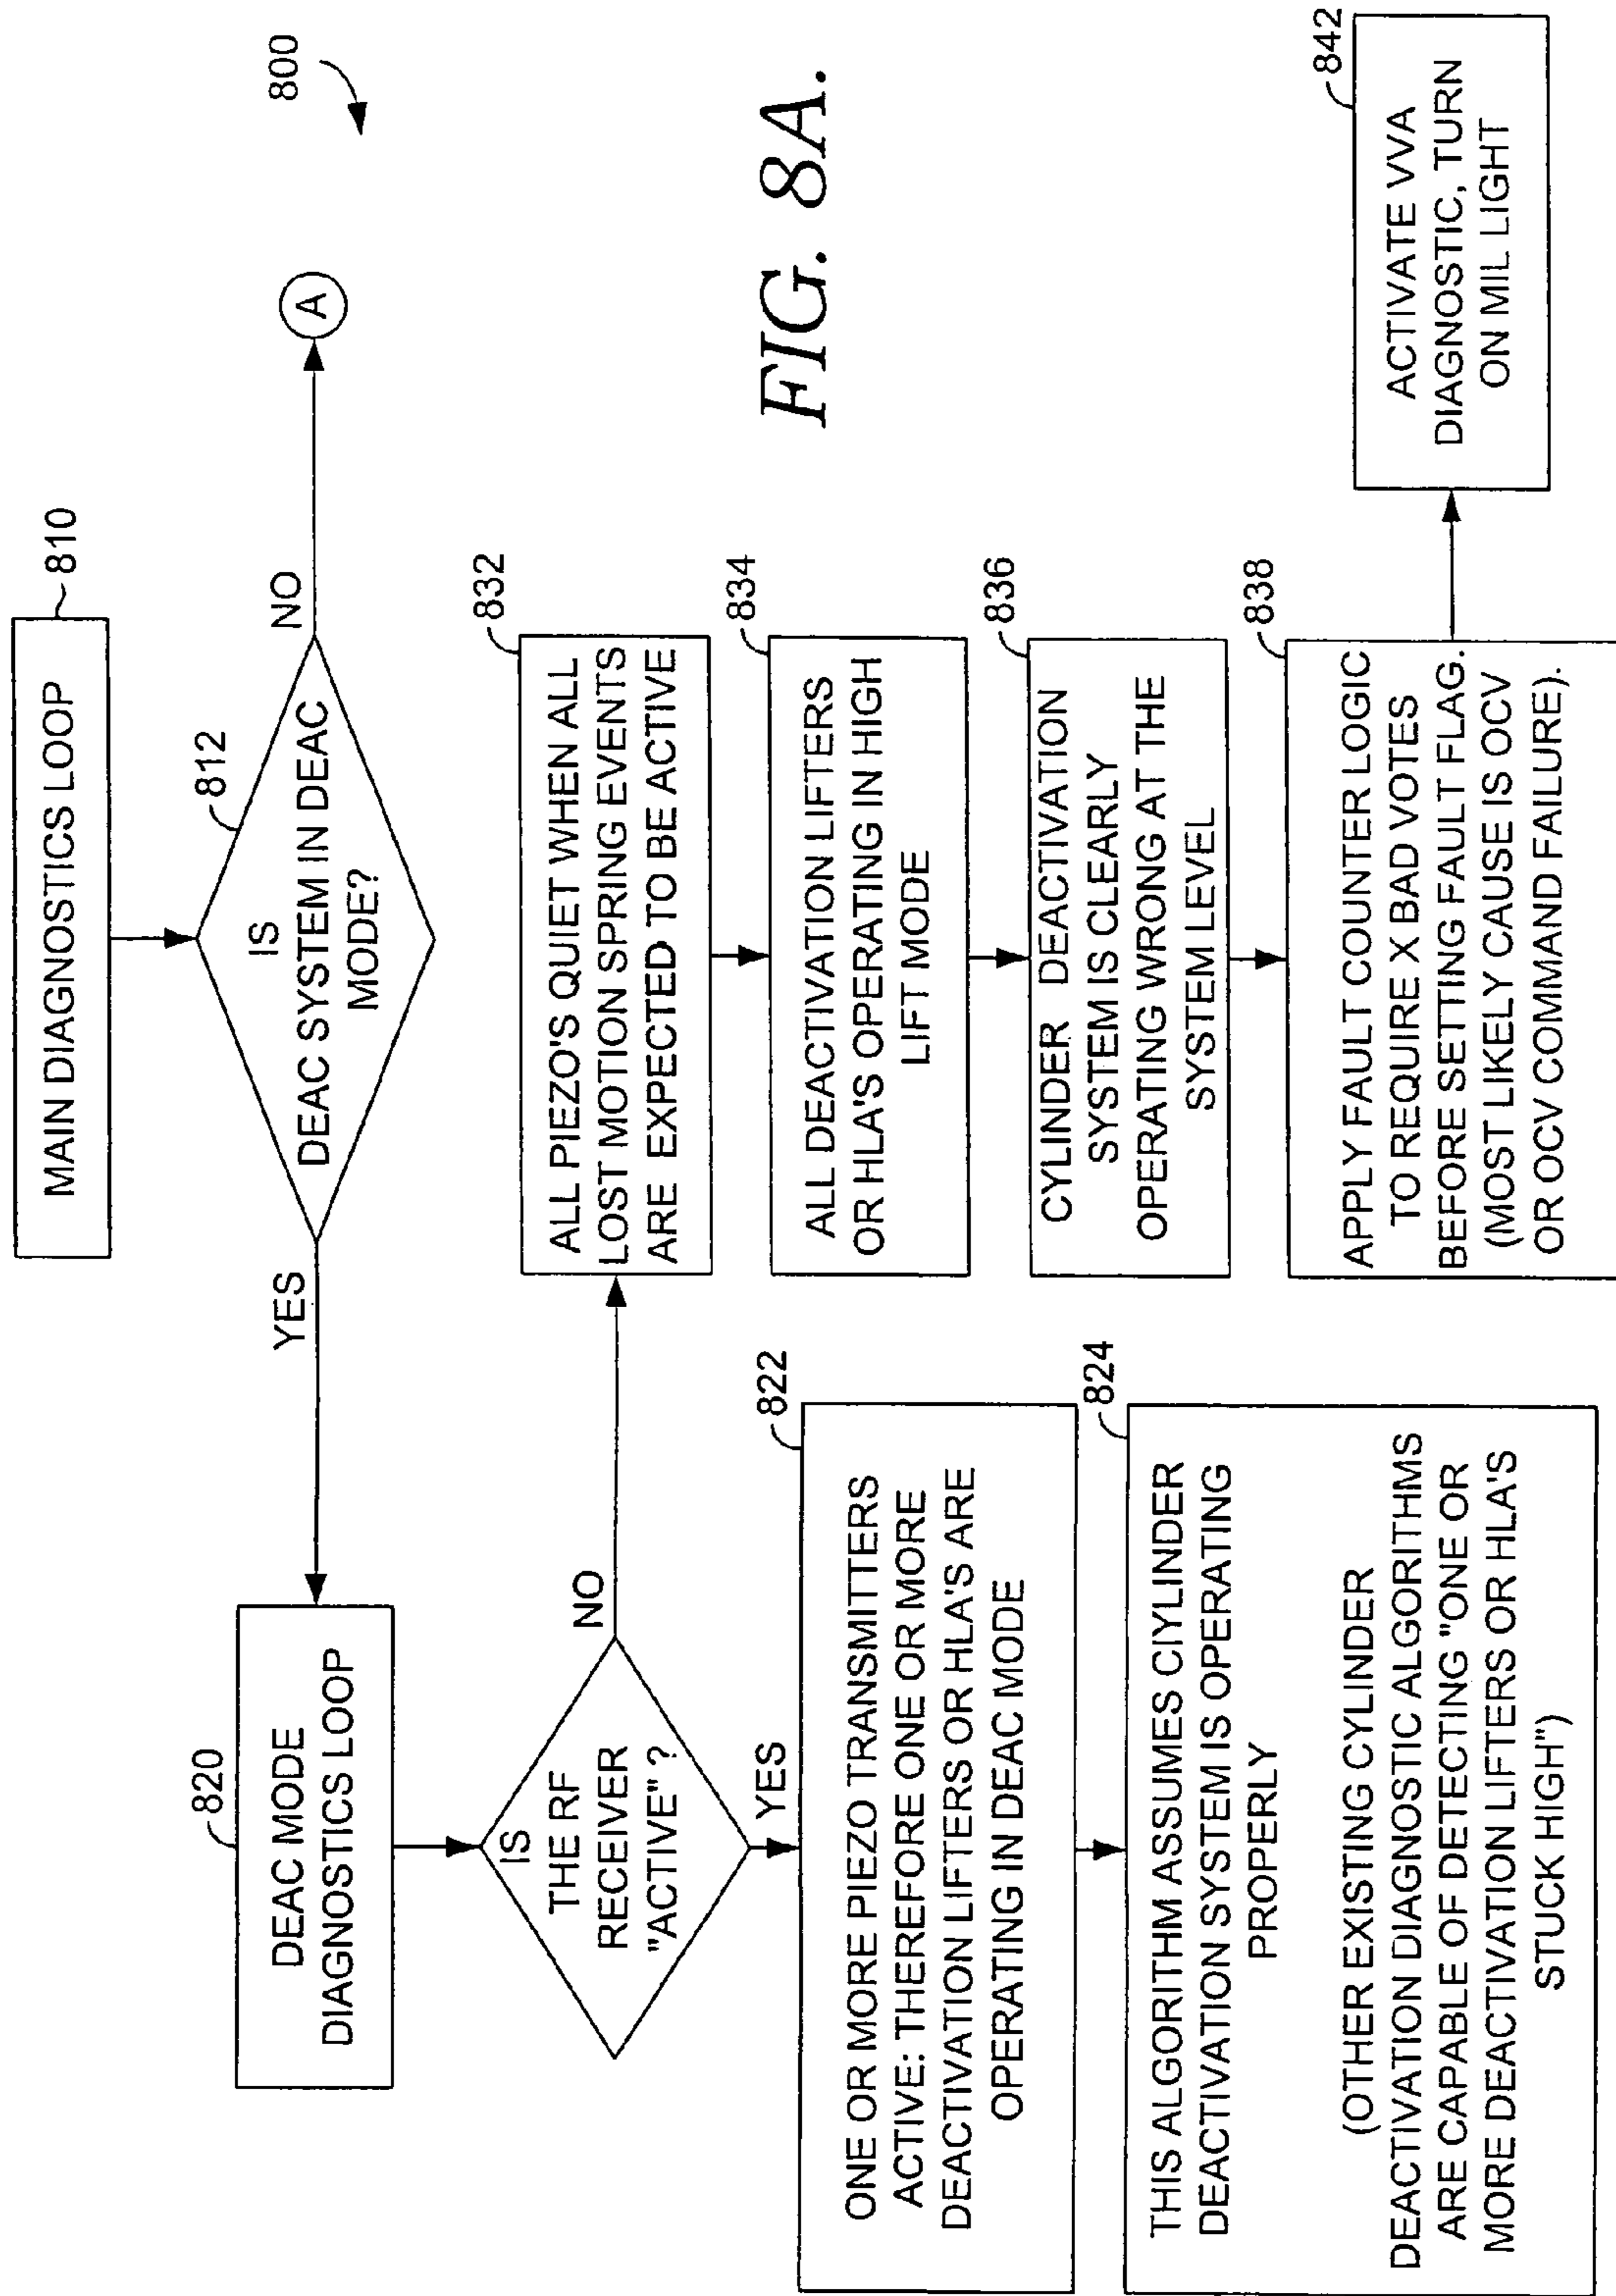 800
MAIN DIAGNOSTICS LOOP
810
812
IS
DEAC SYSTEM IN DEAC
MODE?
NO
A
YES
820
DEAC MODE
DIAGNOSTICS LOOP
IS
THE RF
RECEIVER
"ACTIVE"?
NO
YES
822
ONE OR MORE PIEZO TRANSMITTERS
ACTIVE: THEREFORE ONE OR MORE
DEACTIVATION LIFTERS OR HLA'S ARE
OPERATING IN DEAC MODE
824
THIS ALGORITHM ASSUMES CIYLINDER
DEACTIVATION SYSTEM IS OPERATING
PROPERLY
(OTHER EXISTING CYLINDER
DEACTIVATION DIAGNOSTIC ALGORITHMS
ARE CAPABLE OF DETECTING "ONE OR
MORE DEACTIVATION LIFTERS OR HLA'S
STUCK HIGH")
832
ALL PIEZO'S QUIET WHEN ALL
LOST MOTION SPRING EVENTS
ARE EXPECTED TO BE ACTIVE
834
ALL DEACTIVATION LIFTERS
OR HLA'S OPERATING IN HIGH
LIFT MODE
836
CYLINDER DEACTIVATION
SYSTEM IS CLEARLY
OPERATING WRONG AT THE
SYSTEM LEVEL
838
APPLY FAULT COUNTER LOGIC
TO REQUIRE X BAD VOTES
BEFORE SETTING FAULT FLAG.
(MOST LIKELY CAUSE IS OCV
OR OCV COMMAND FAILURE).
842
ACTIVATE VVA
DIAGNOSTIC, TURN
ON MIL LIGHT
FIG. 8A.